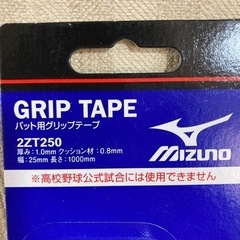 GRIP TAPE
バット用グリップテープ
2ZT250
厚み:1.0mm クッション材:0.8mm
幅:25mm 長さ:1000mm
MIZUNO
※高校野球公式試合には使用できません